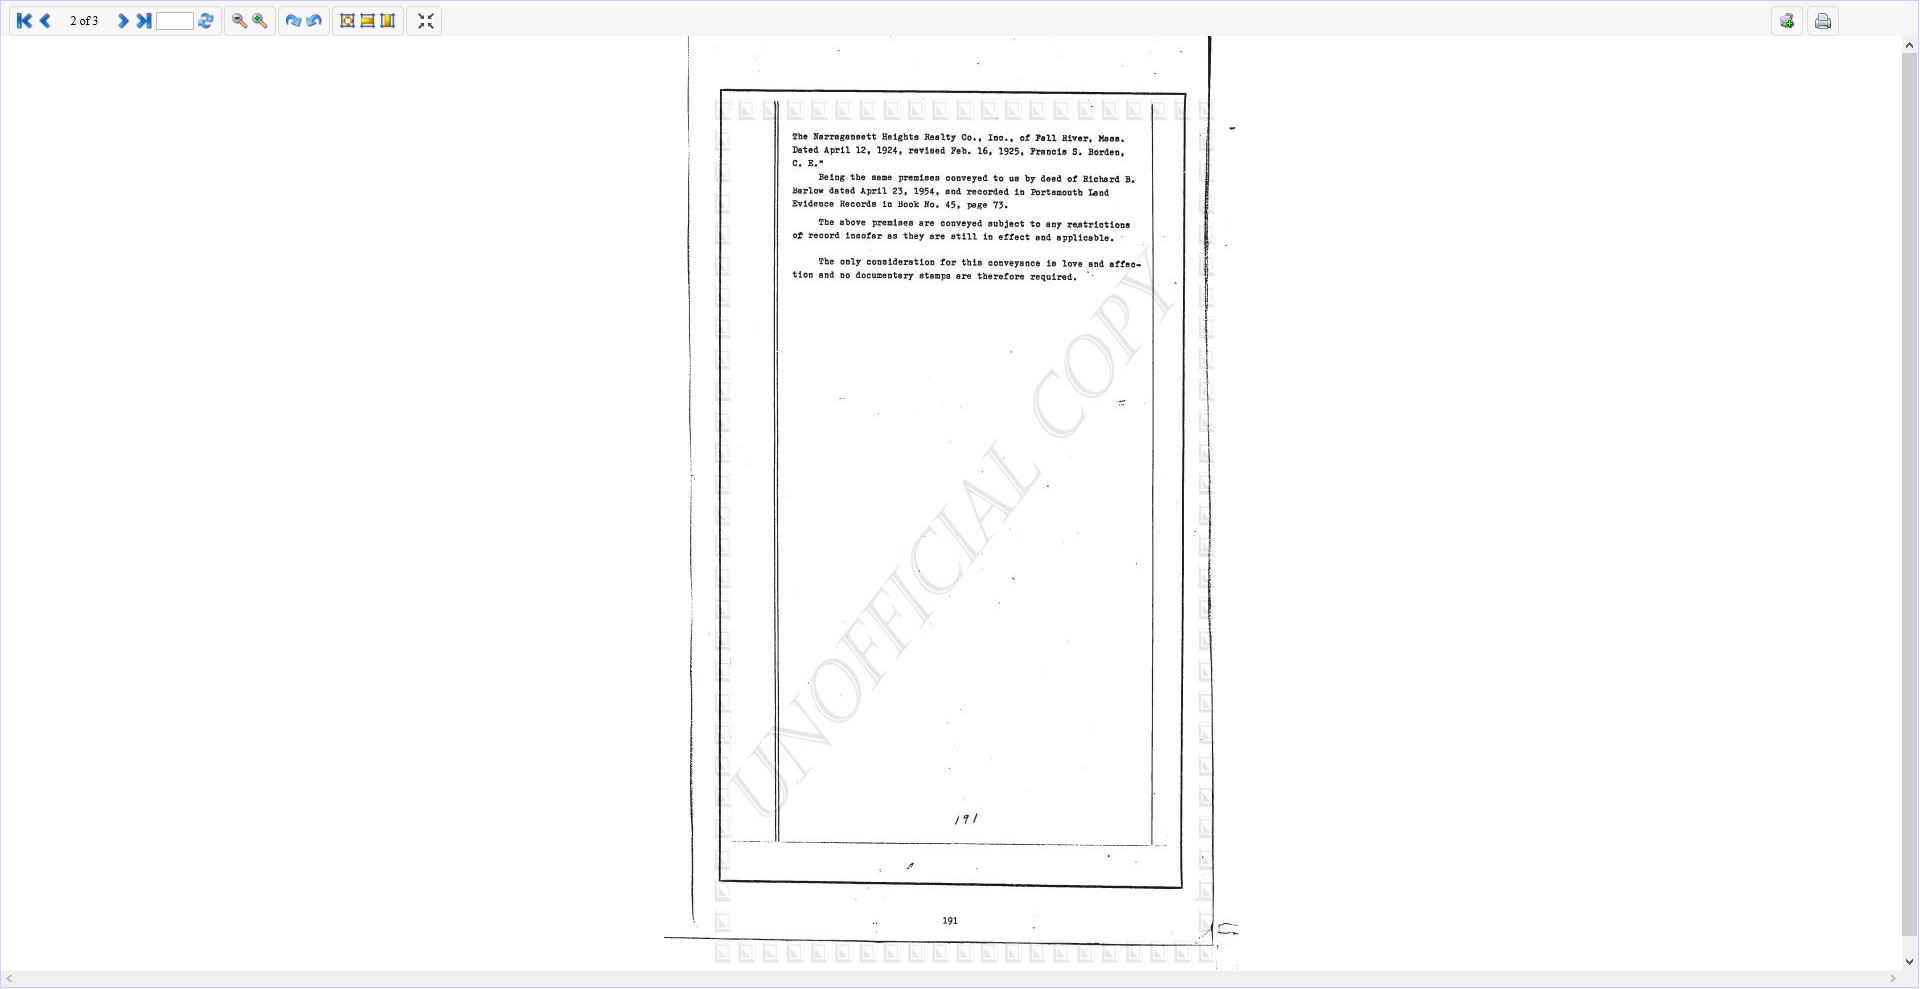 2 of 3
The Narragansett Heights Realty Co., Inc., of Fall River, Mass.
Dated April 12, 1924, revised Feb. 16, 1925, Francis S. Borden,
C. E."
Being the same premises conveyed to us by deed of Richard B.
Barlow dated April 23, 1954, and recorded in Portsmouth Land
Evidence Records in Book No. 45, page 73.
The above premises are conveyed subject to any restrictions
of record insofar as they are still in effect and applicable.
The only consideration for this conveyance is love and affec-
tion and no documentary stamps are therefore required.
UNOFFICIAL COPY
191
191